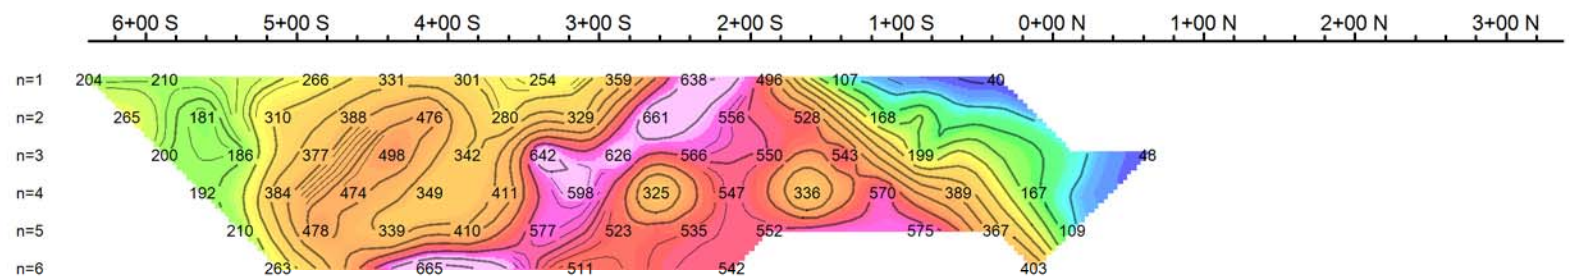 6+00 S 5+00 S 4+00 S 3+00 S 2+00 S 1+00 S 0+00 N 1+00 N 2+00 N 3+00 N
n=1 204 210 266 331 301 254 359 638 496 107 40
n=2 265 181 310 388 476 280 329 661 556 528 168
n=3 200 186 377 498 342 642 626 566 550 543 199 48
n=4 192 384 474 349 411 598 325 547 336 570 389 167
n=5 210 478 339 410 577 523 535 552 575 367 109
n=6 263 665 511 542 403